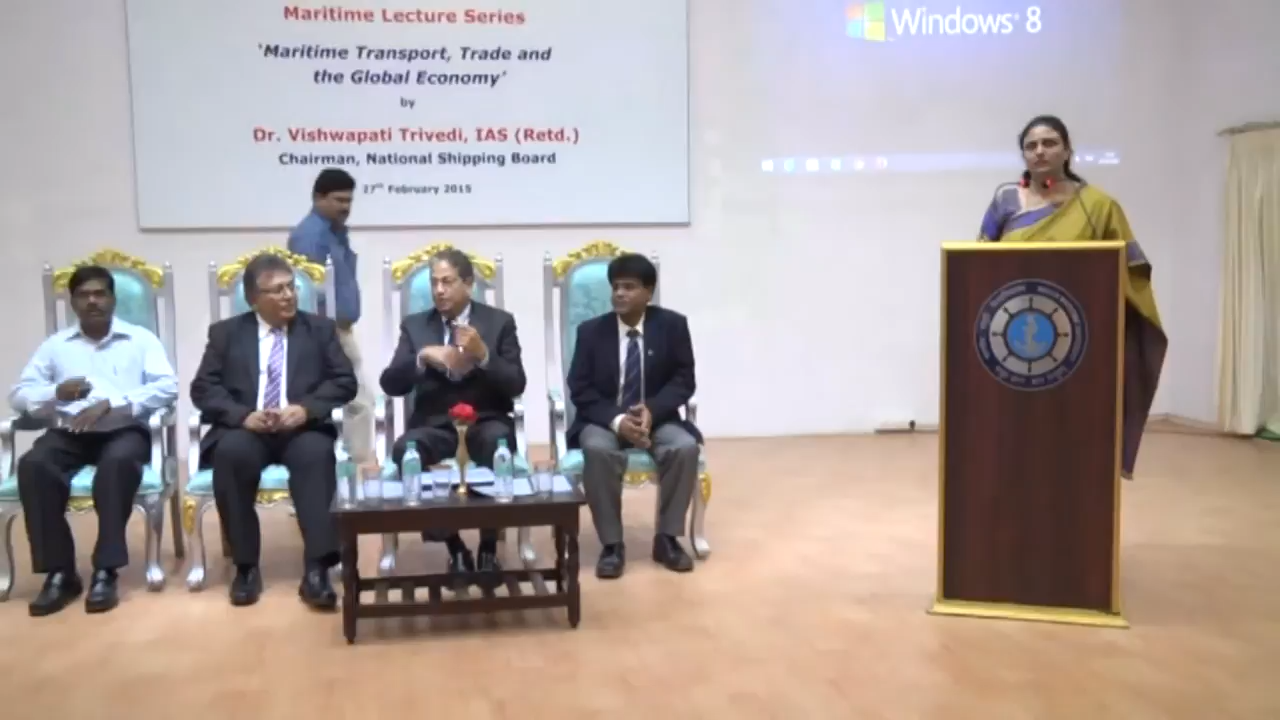 Maritime Lecture Series
'Maritime Transport, Trade and
the Global Economy'
by
Dr. Vishwapati Trivedi, IAS (Retd.)
Chairman, National Shipping Board
27th February 2015
Windows 8